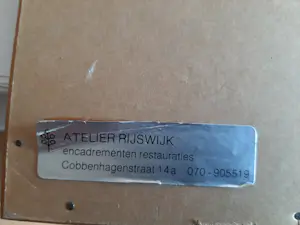 ATELIER RIJSWIJK
encadrementen restauraties
Cobbenhagenstraat 14a 070-905519